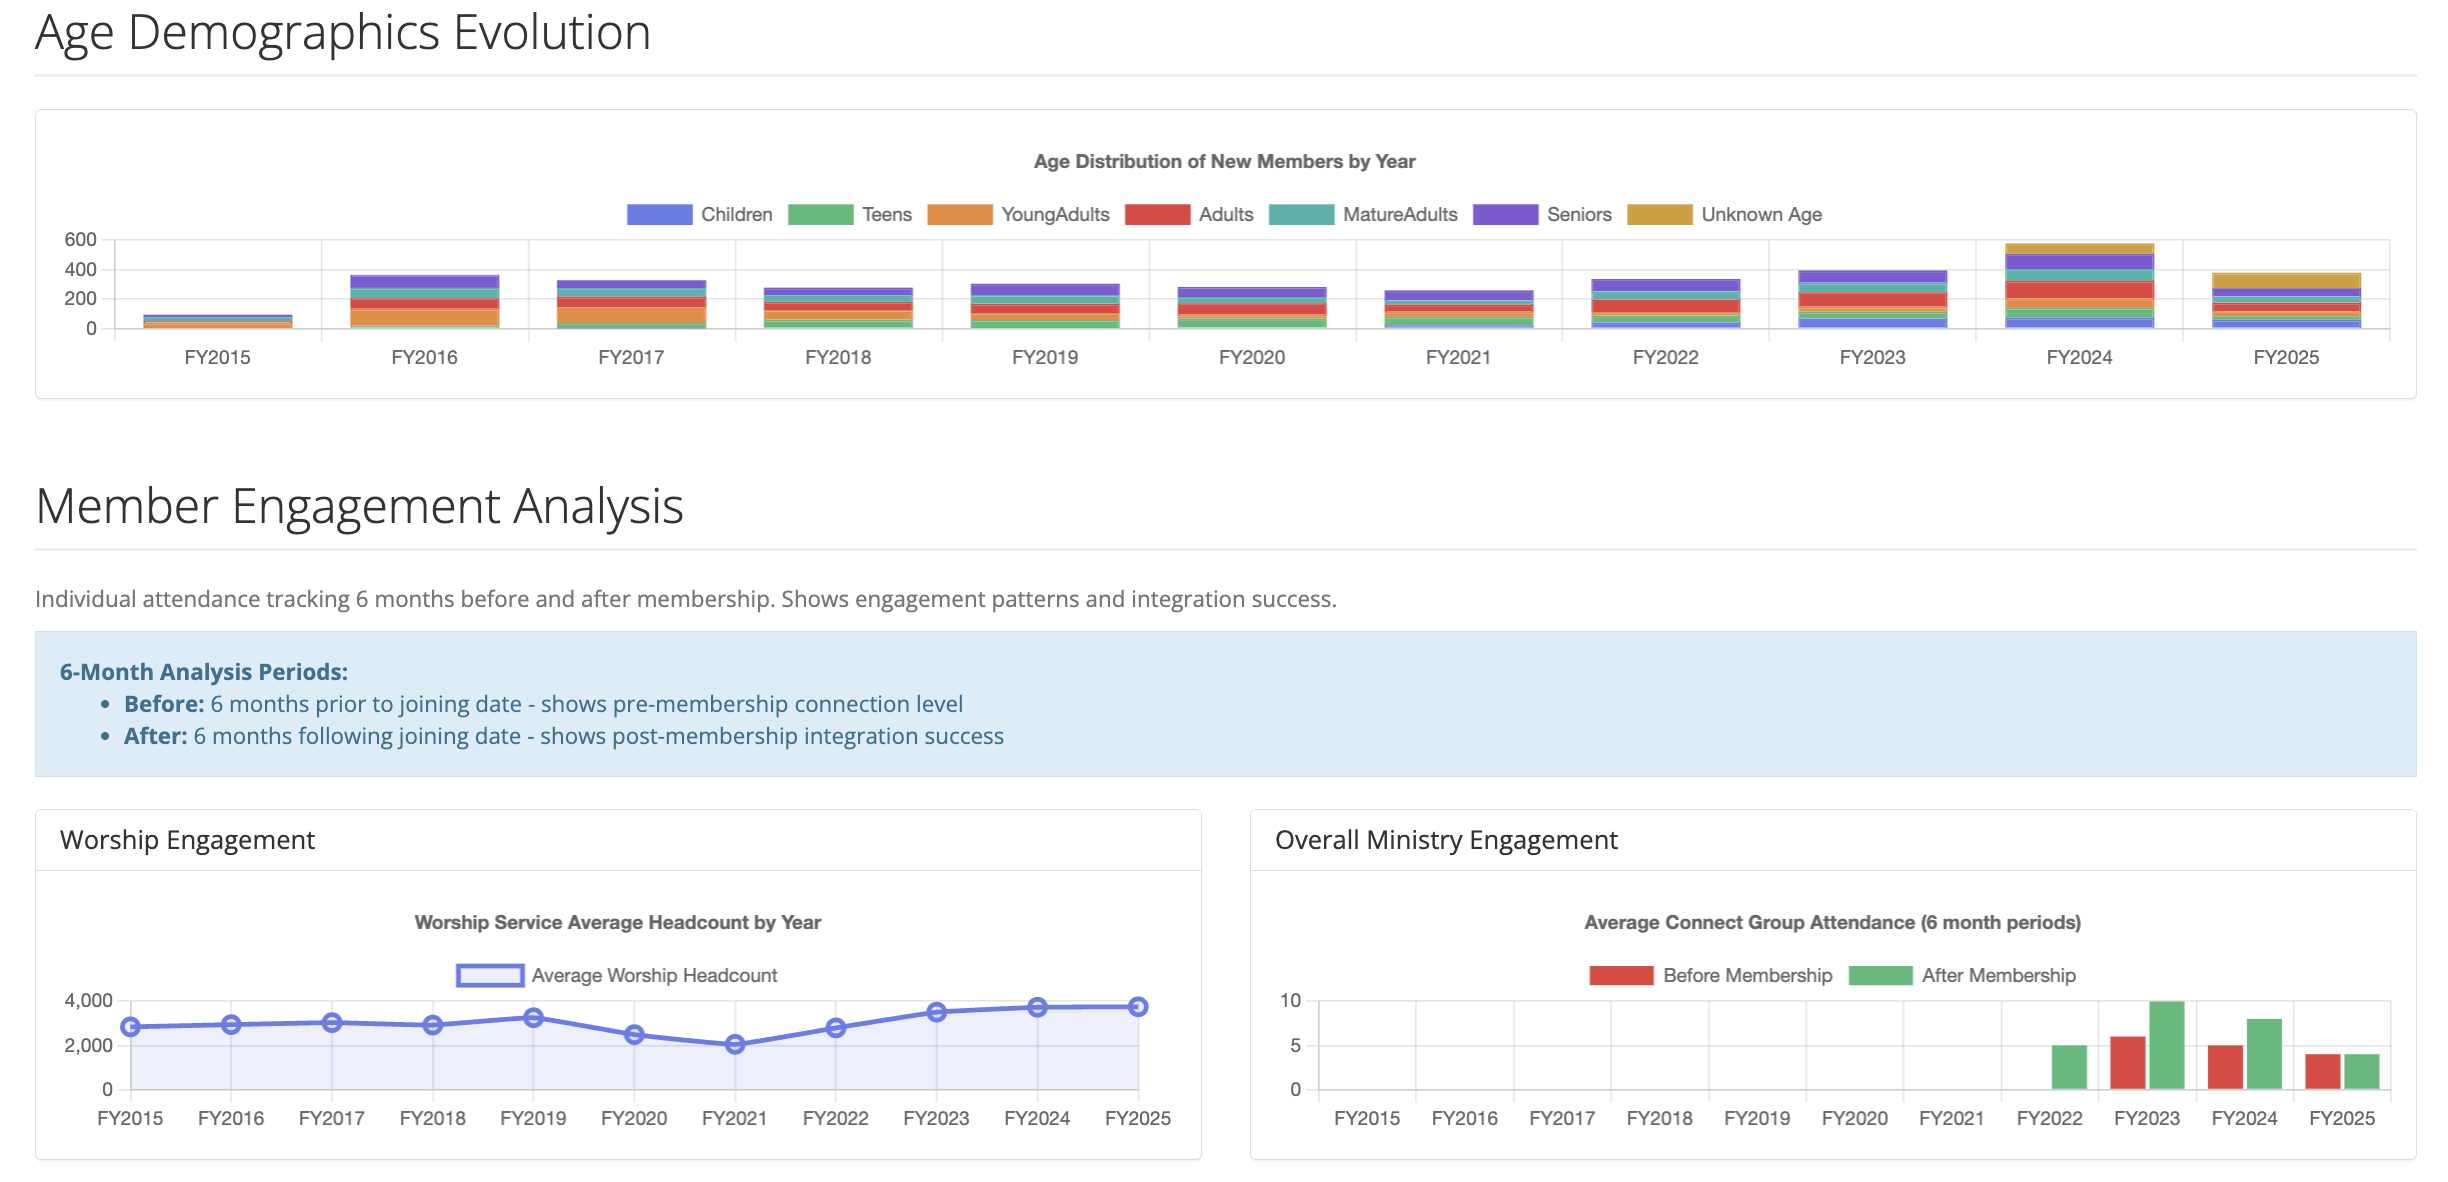 Age Demographics Evolution
Age Distribution of New Members by Year
Children Teens YoungAdults Adults MatureAdults Seniors Unknown Age
600
400
200
0
FY2015 FY2016 FY2017 FY2018 FY2019 FY2020 FY2021 FY2022 FY2023 FY2024 FY2025
Member Engagement Analysis
Individual attendance tracking 6 months before and after membership. Shows engagement patterns and integration success.
6-Month Analysis Periods:
• Before: 6 months prior to joining date - shows pre-membership connection level
• After: 6 months following joining date - shows post-membership integration success
Worship Engagement
Worship Service Average Headcount by Year
Average Worship Headcount
4,000
2,000
0
FY2015 FY2016 FY2017 FY2018 FY2019 FY2020 FY2021 FY2022 FY2023 FY2024 FY2025
Overall Ministry Engagement
Average Connect Group Attendance (6 month periods)
Before Membership After Membership
10
5
0
FY2015 FY2016 FY2017 FY2018 FY2019 FY2020 FY2021 FY2022 FY2023 FY2024 FY2025